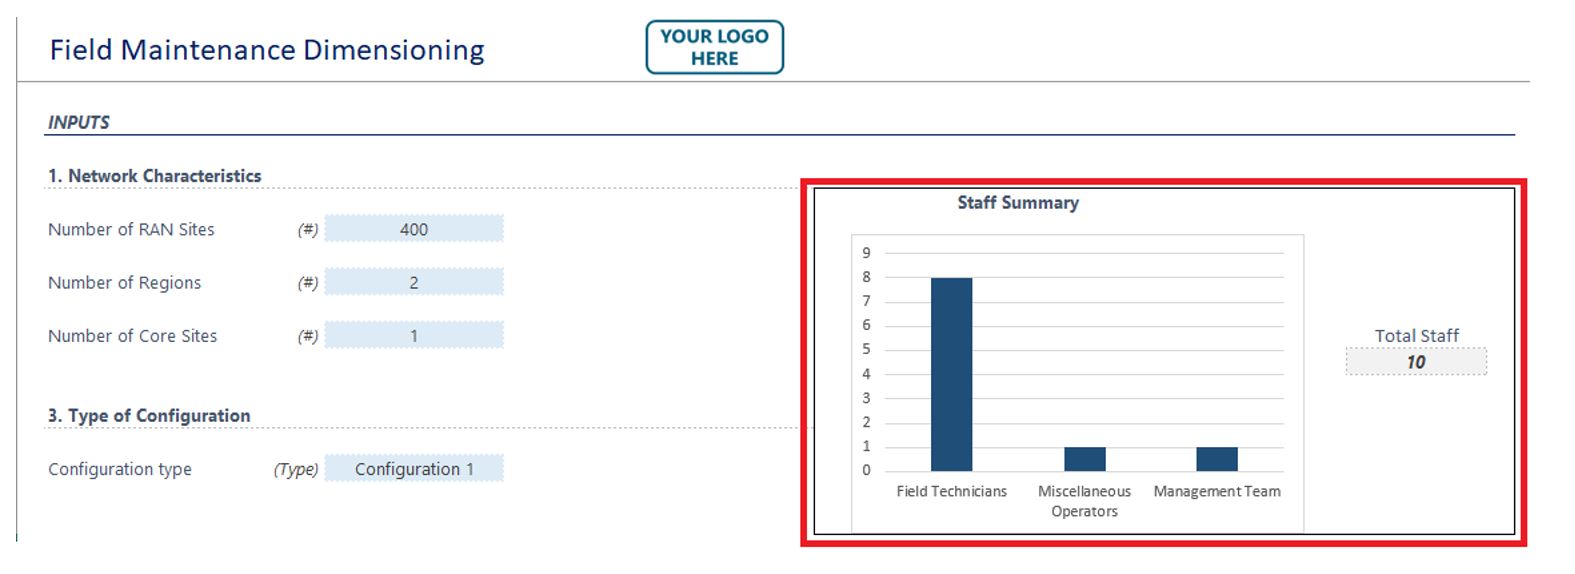 Field Maintenance Dimensioning
YOUR LOGO
HERE
INPUTS
1. Network Characteristics
Number of RAN Sites (#) 400
Number of Regions (#) 2
Number of Core Sites (#) 1
3. Type of Configuration
Configuration type (Type) Configuration 1
Staff Summary
9
8
7
6
5
4
3
2
1
0
Field Technicians Miscellaneous Management Team
Operators
Total Staff
10